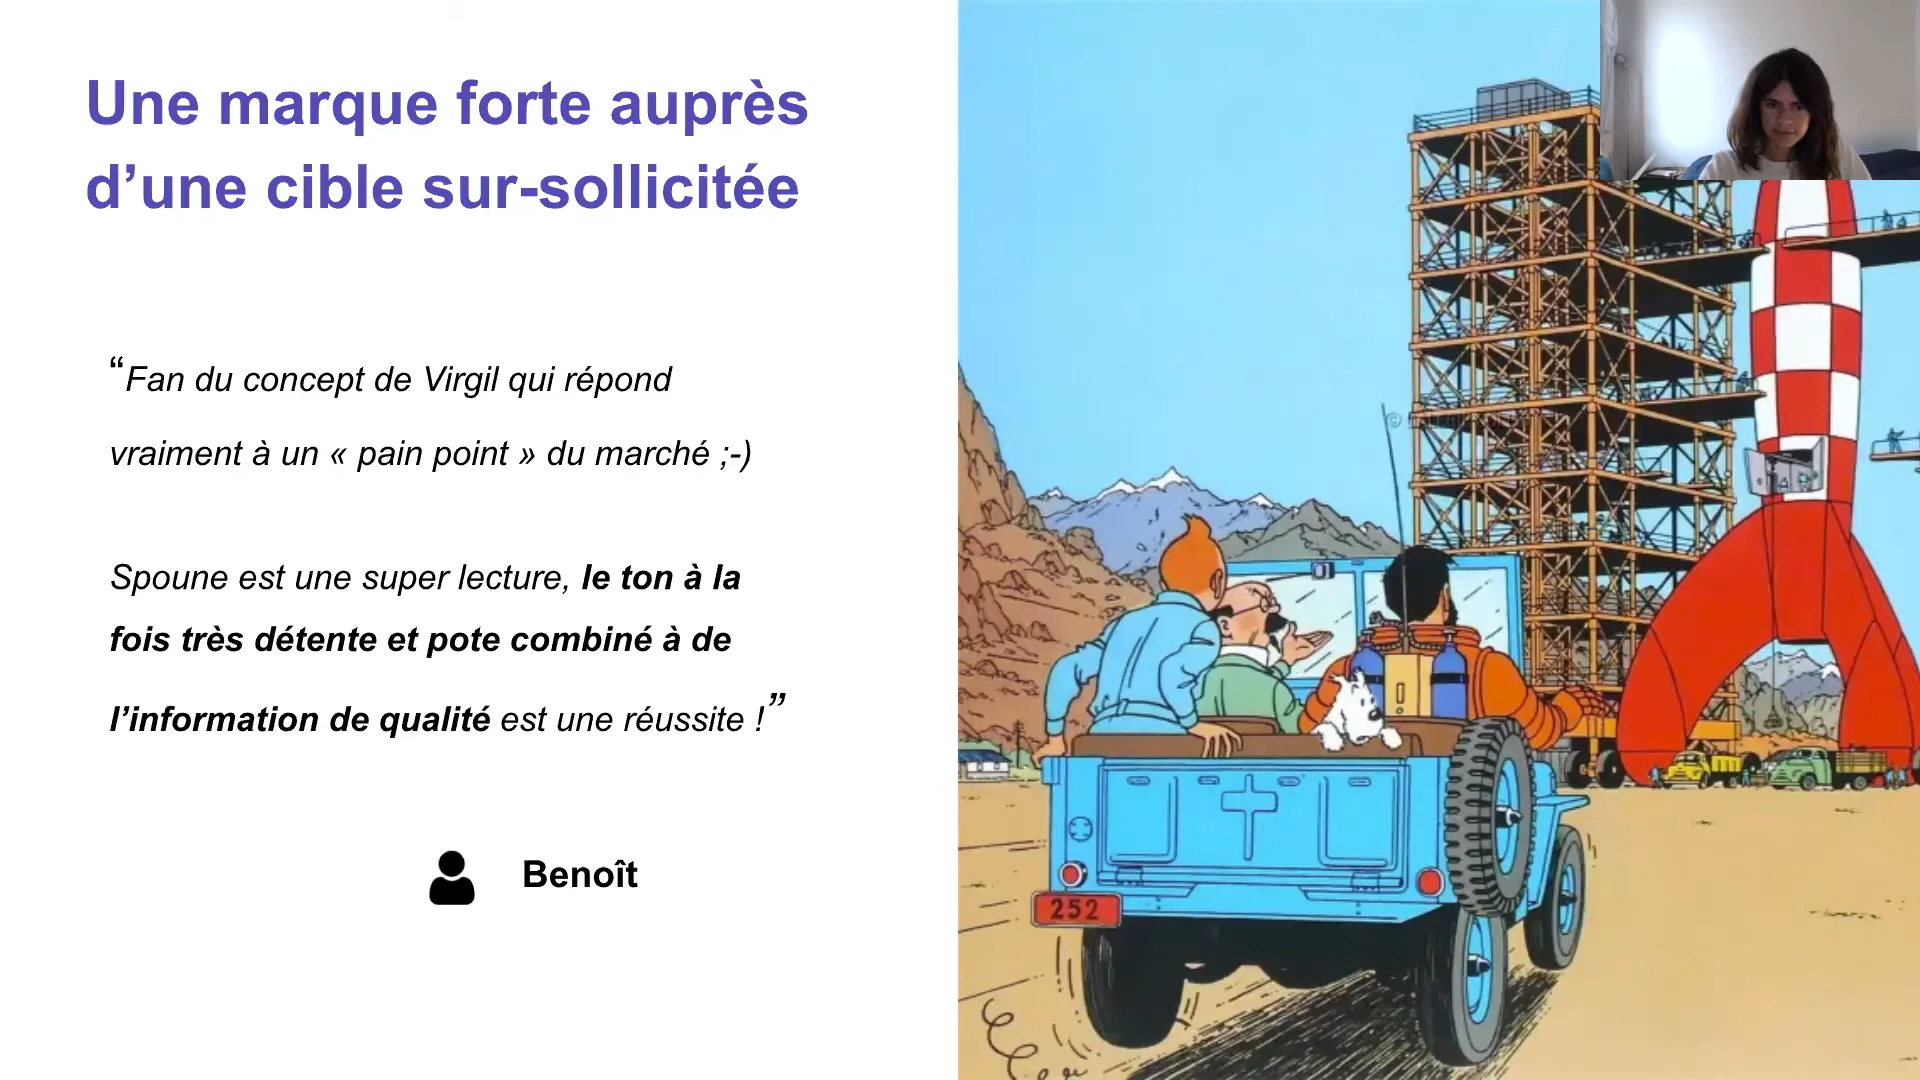 Une marque forte auprès
d’une cible sur-sollicitée
“Fan du concept de Virgil qui répond
vraiment à un « pain point » du marché ;-)
Spoune est une super lecture, le ton à la
fois très détente et pote combiné à de
l’information de qualité est une réussite !”
Benoît
252